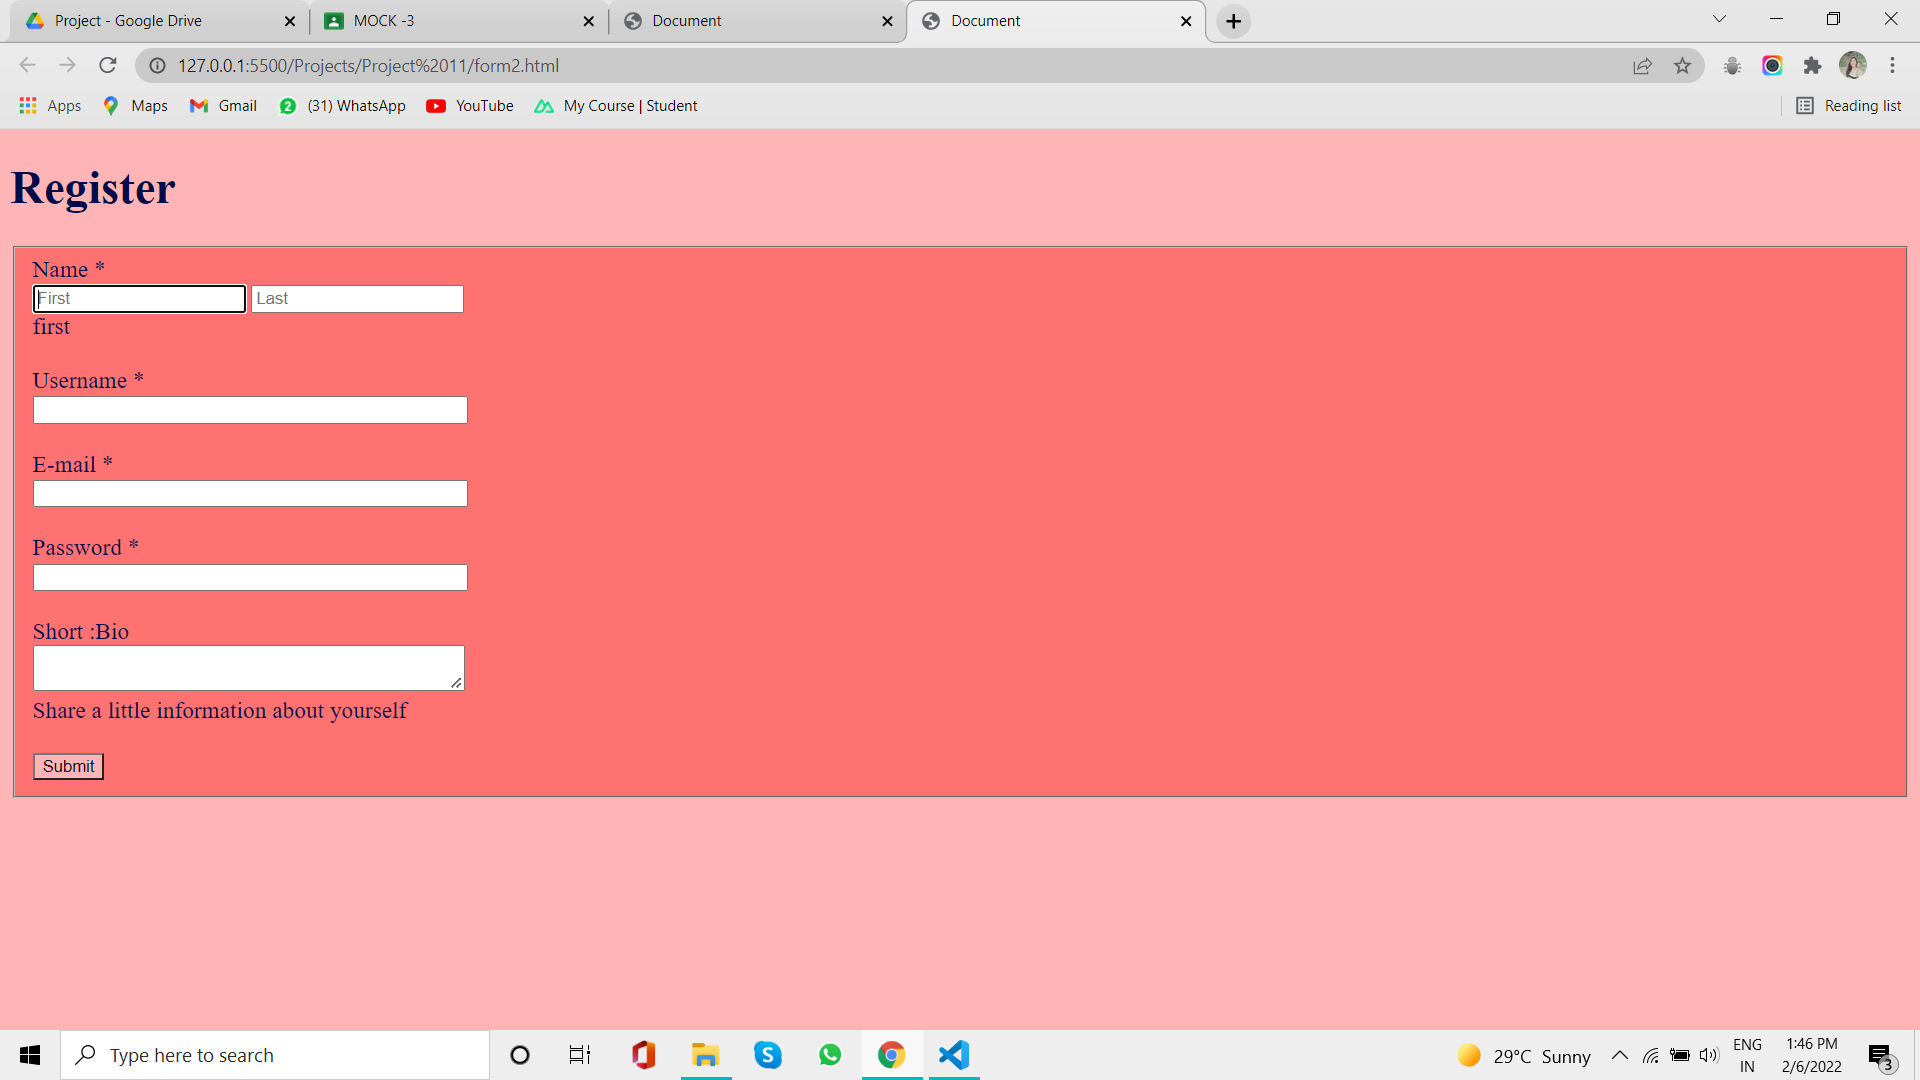 Project - Google Drive
MOCK -3
Document
Document
127.0.0.1:5500/Projects/Project%2011/form2.html
Apps
Maps
Gmail
2 (31) WhatsApp
YouTube
My Course | Student
Reading list
Register
Name *
First Last
first
Username *
E-mail *
Password *
Short :Bio
Share a little information about yourself
Submit
Type here to search
S
29°C Sunny
ENG
IN
1:46 PM
2/6/2022
3